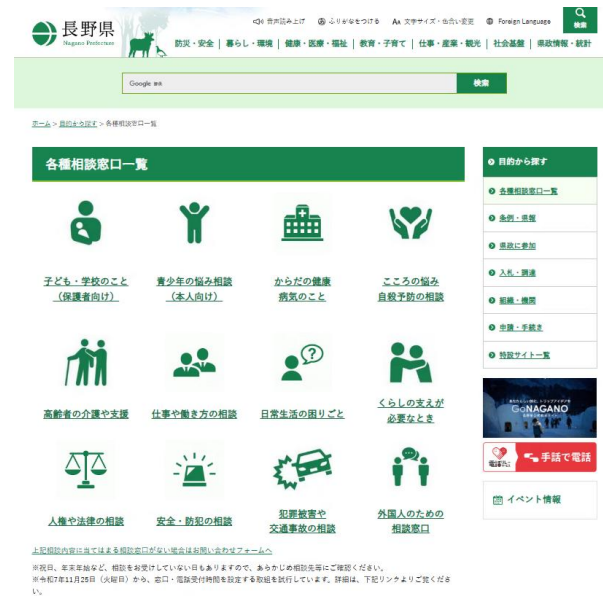 長野県
Nagano Prefecture
音声読み上げ
ふりがなをつける
AA 文字サイズ・色合い変更
Foreign Language
検索
防災・安全 | 暮らし・環境 | 健康・医療・福祉 | 教育・子育て | 仕事・産業・観光 | 社会基盤 | 県政情報・統計
Google 検索
検索
ホーム > 目的から探す > 各種相談窓口一覧
各種相談窓口一覧
子ども・学校のこと
（保護者向け）
青少年の悩み相談
（本人向け）
からだの健康
病気のこと
こころの悩み
自殺予防の相談
高齢者の介護や支援
仕事や働き方の相談
?
日常生活の困りごと
くらしの支えが
必要なとき
人権や法律の相談
安全・防犯の相談
犯罪被害や
交通事故の相談
外国人のための
相談窓口
上記相談内容に当てはまる相談窓口がない場合はお問い合わせフォームへ
※祝日、年末年始など、相談をお受けしていない日もありますので、あらかじめ相談先等にご確認ください。
※令和7年11月25日（火曜日）から、窓口・電話受付時間を設定する取組を試行しています。詳細は、下記リンクよりご覧くださ
い。
目的から探す
各種相談窓口一覧
条例・県報
県政に参加
入札・調達
組織・機関
申請・手続き
特設サイト一覧
GoNAGANO
電話リレー
手話で電話
イベント情報